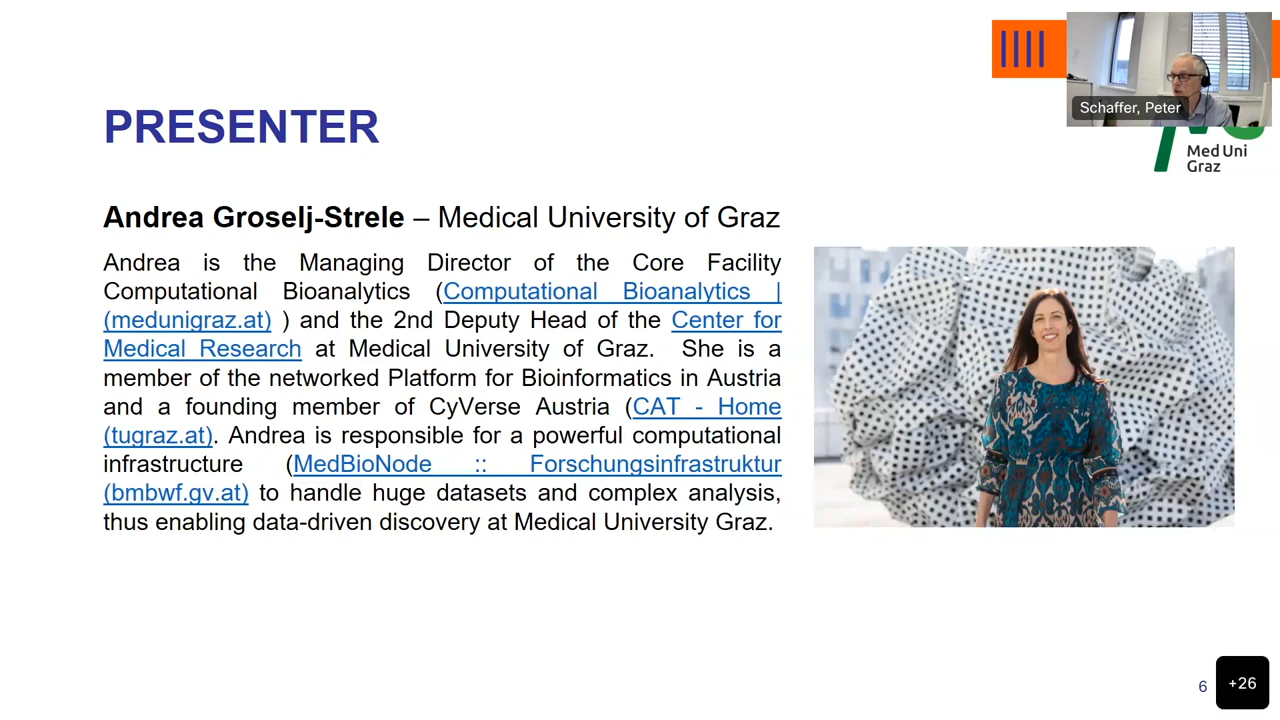 Schaffer, Peter
Med Uni
Graz
PRESENTER
Andrea Groselj-Strele – Medical University of Graz
Andrea is the Managing Director of the Core Facility
Computational Bioanalytics (Computational Bioanalytics |
(medunigraz.at) ) and the 2nd Deputy Head of the Center for
Medical Research at Medical University of Graz. She is a
member of the networked Platform for Bioinformatics in Austria
and a founding member of CyVerse Austria (CAT - Home
(tugraz.at). Andrea is responsible for a powerful computational
infrastructure (MedBioNode :: Forschungsinfrastruktur
(bmbwf.gv.at) to handle huge datasets and complex analysis,
thus enabling data-driven discovery at Medical University Graz.
6
+26